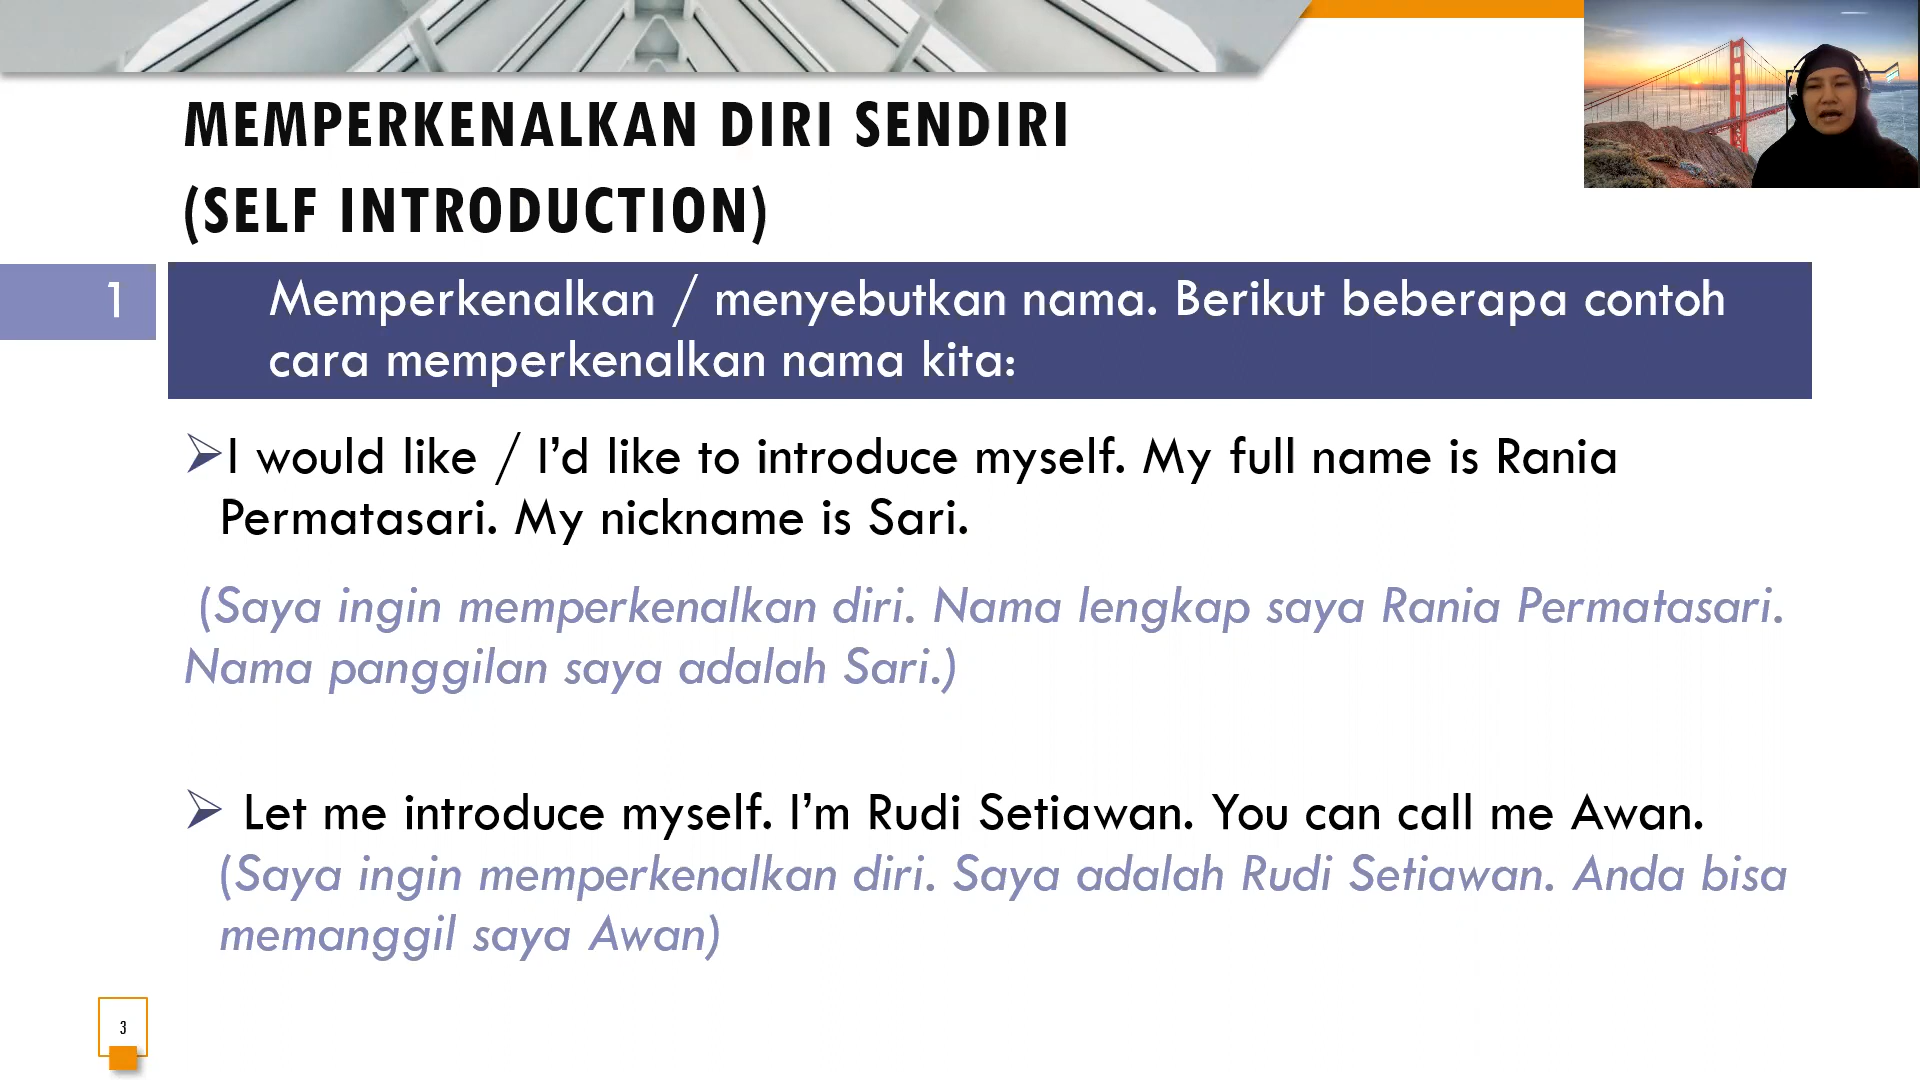 MEMPERKENALKAN DIRI SENDIRI
(SELF INTRODUCTION)
1
Memperkenalkan / menyebutkan nama. Berikut beberapa contoh
cara memperkenalkan nama kita:
➢I would like / I’d like to introduce myself. My full name is Rania
Permatasari. My nickname is Sari.
(Saya ingin memperkenalkan diri. Nama lengkap saya Rania Permatasari.
Nama panggilan saya adalah Sari.)
➢ Let me introduce myself. I’m Rudi Setiawan. You can call me Awan.
(Saya ingin memperkenalkan diri. Saya adalah Rudi Setiawan. Anda bisa
memanggil saya Awan)
3